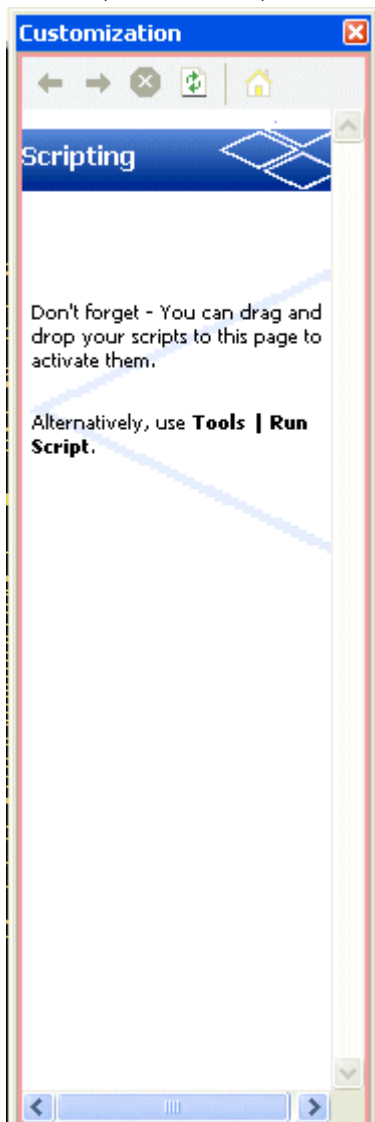 Customization
Scripting
Don't forget - You can drag and
drop your scripts to this page to
activate them.
Alternatively, use Tools | Run
Script.